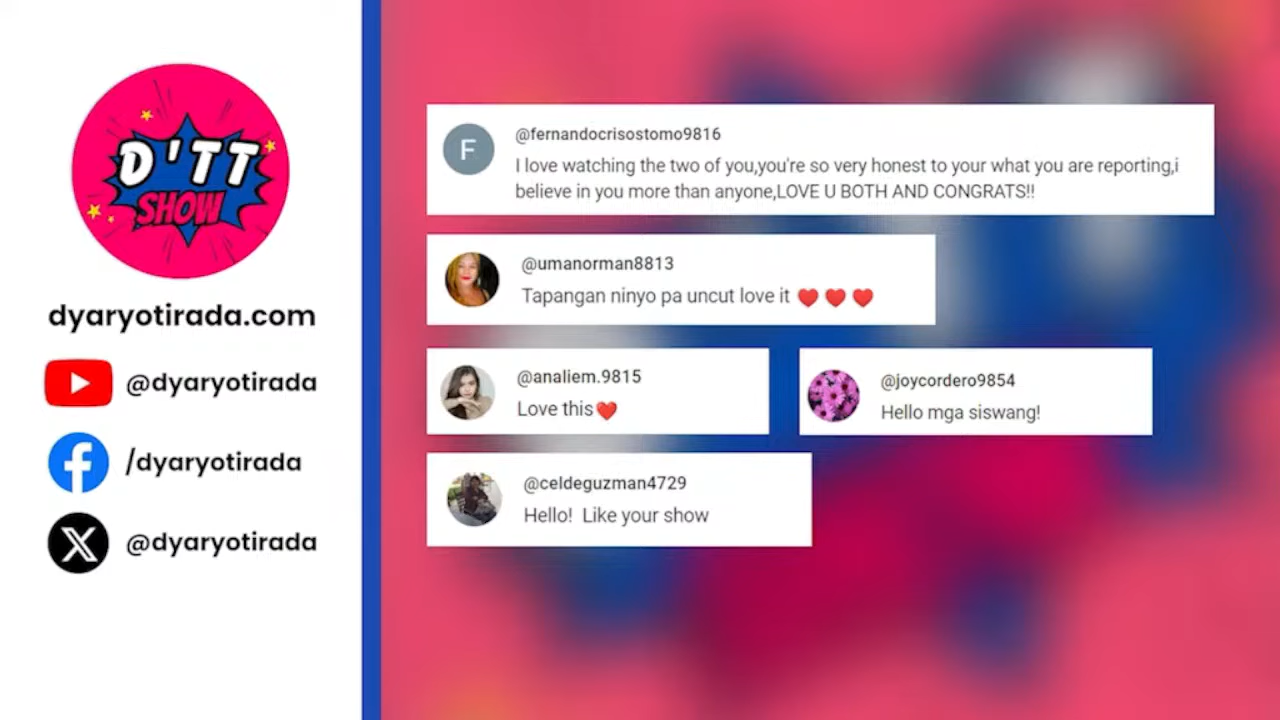 D'TT
SHOW
dyaryotirada.com
@dyaryotirada
/dyaryotirada
@dyaryotirada
F
@fernandocrisostomo9816
I love watching the two of you,you're so very honest to your what you are reporting,i
believe in you more than anyone,LOVE U BOTH AND CONGRATS!!
@umanorman8813
Tapangan ninyo pa uncut love it ❤️ ❤️ ❤️
@analiem.9815
Love this❤️
@joycordero9854
Hello mga siswang!
@celdeguzman4729
Hello!  Like your show